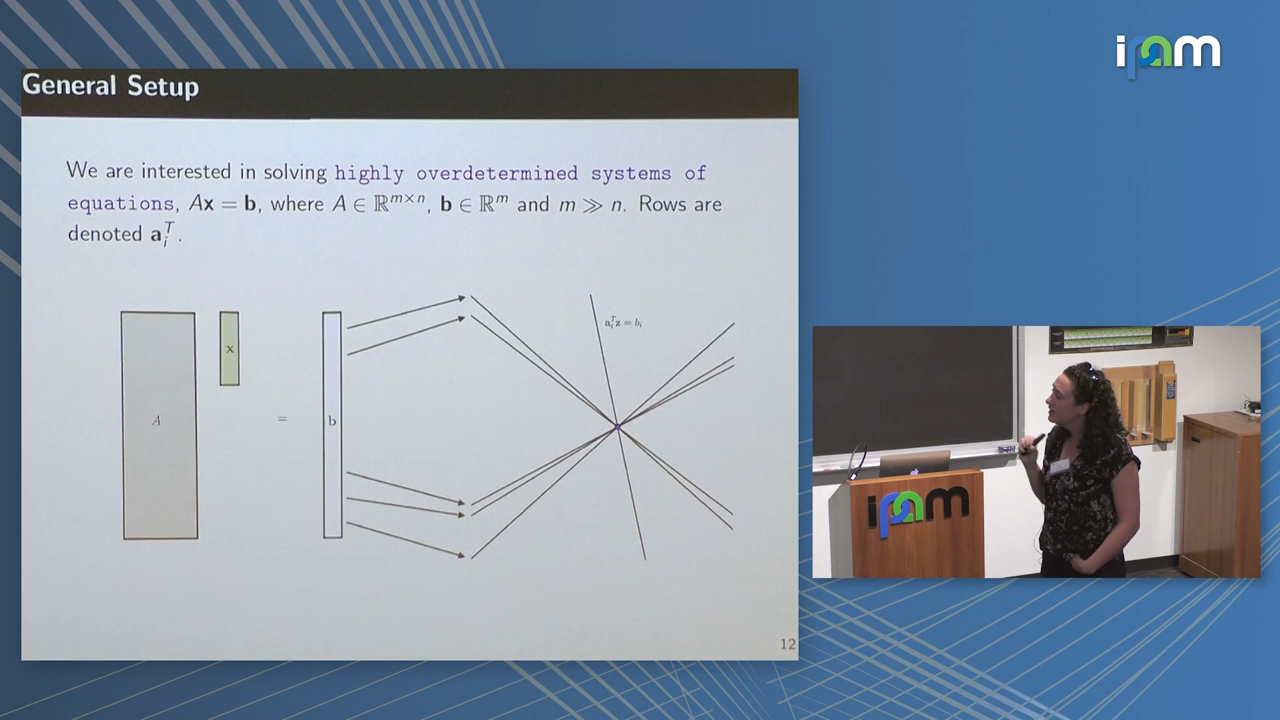 ipam
General Setup
We are interested in solving highly overdetermined systems of
equations, Ax = b, where A ∈ ℝ^{m×n}, b ∈ ℝ^m and m ≫ n. Rows are
denoted a_i^T.
a_i^T z = b_i
x
A
=
b
12
ipam